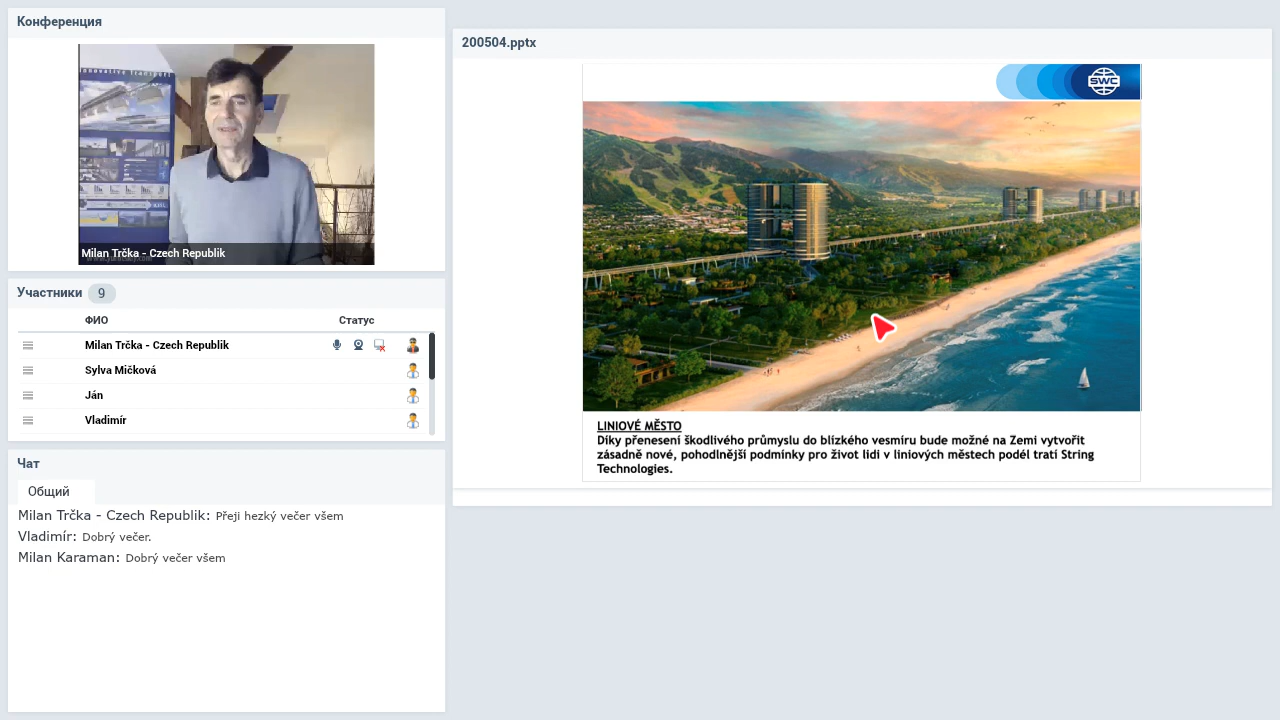 Конференция
Innovative Transport
Milan Trčka - Czech Republik
Участники 9
ФИО Статус
Milan Trčka - Czech Republik
Sylva Mičková
Ján
Vladimír
Чат
Общий
Milan Trčka - Czech Republik: Přeji hezký večer všem
Vladimír: Dobrý večer.
Milan Karaman: Dobrý večer všem
200504.pptx
SWC
LINIOVÉ MĚSTO
Díky přenesení škodlivého průmyslu do blízkého vesmíru bude možné na Zemi vytvořit
zásadně nové, pohodlnější podmínky pro život lidi v liniových městech podél tratí String
Technologies.